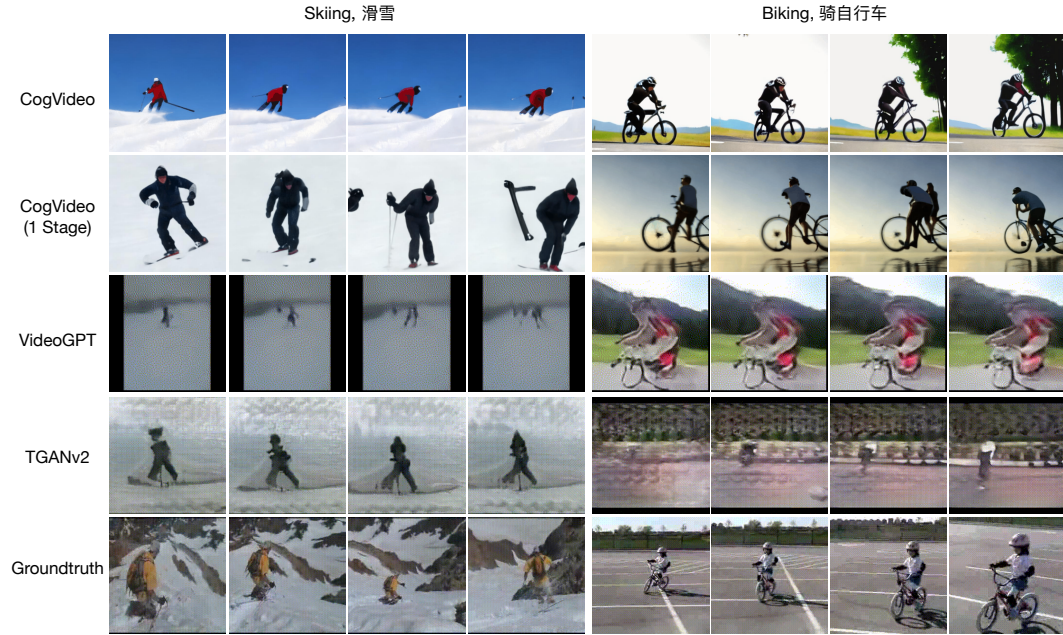 Skiing, 滑雪
Biking, 骑自行车
CogVideo
CogVideo
(1 Stage)
VideoGPT
TGANv2
Groundtruth